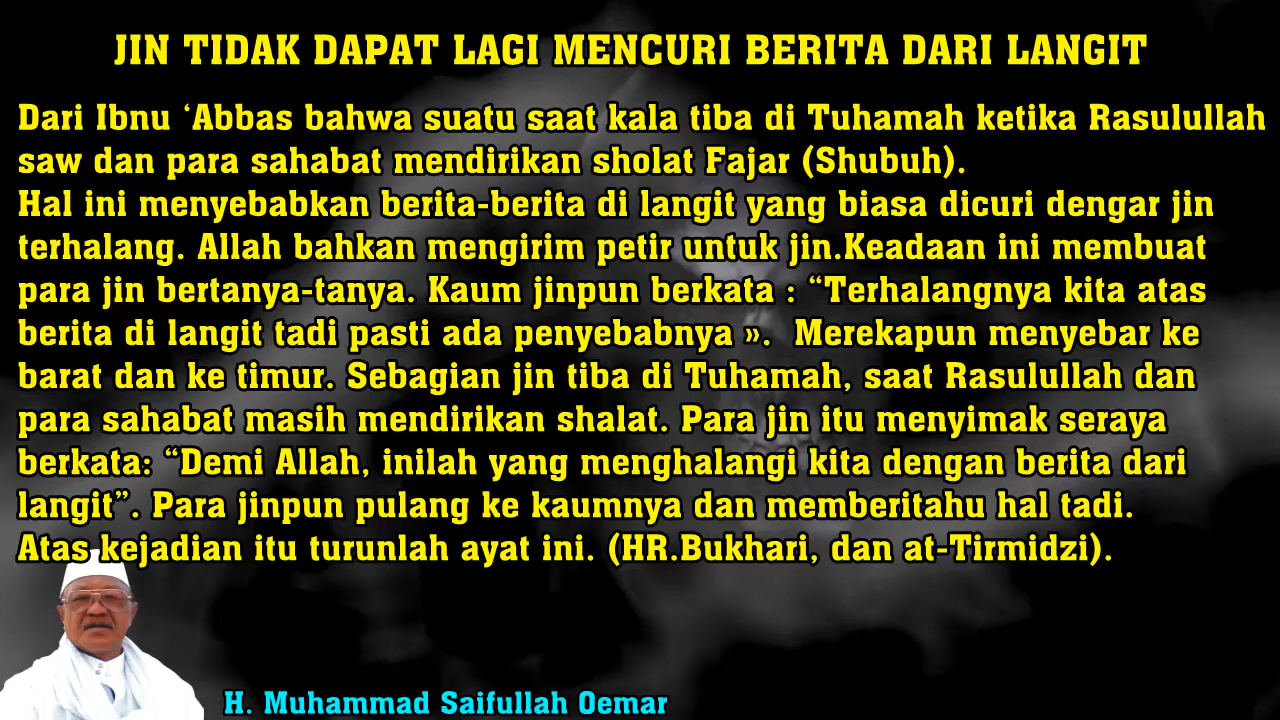 JIN TIDAK DAPAT LAGI MENCURI BERITA DARI LANGIT
Dari Ibnu ‘Abbas bahwa suatu saat kala tiba di Tuhamah ketika Rasulullah
saw dan para sahabat mendirikan sholat Fajar (Shubuh).
Hal ini menyebabkan berita-berita di langit yang biasa dicuri dengar jin
terhalang. Allah bahkan mengirim petir untuk jin.Keadaan ini membuat
para jin bertanya-tanya. Kaum jinpun berkata : “Terhalangnya kita atas
berita di langit tadi pasti ada penyebabnya ».  Merekapun menyebar ke
barat dan ke timur. Sebagian jin tiba di Tuhamah, saat Rasulullah dan
para sahabat masih mendirikan shalat. Para jin itu menyimak seraya
berkata: “Demi Allah, inilah yang menghalangi kita dengan berita dari
langit”. Para jinpun pulang ke kaumnya dan memberitahu hal tadi.
Atas kejadian itu turunlah ayat ini. (HR.Bukhari, dan at-Tirmidzi).
H. Muhammad Saifullah Oemar